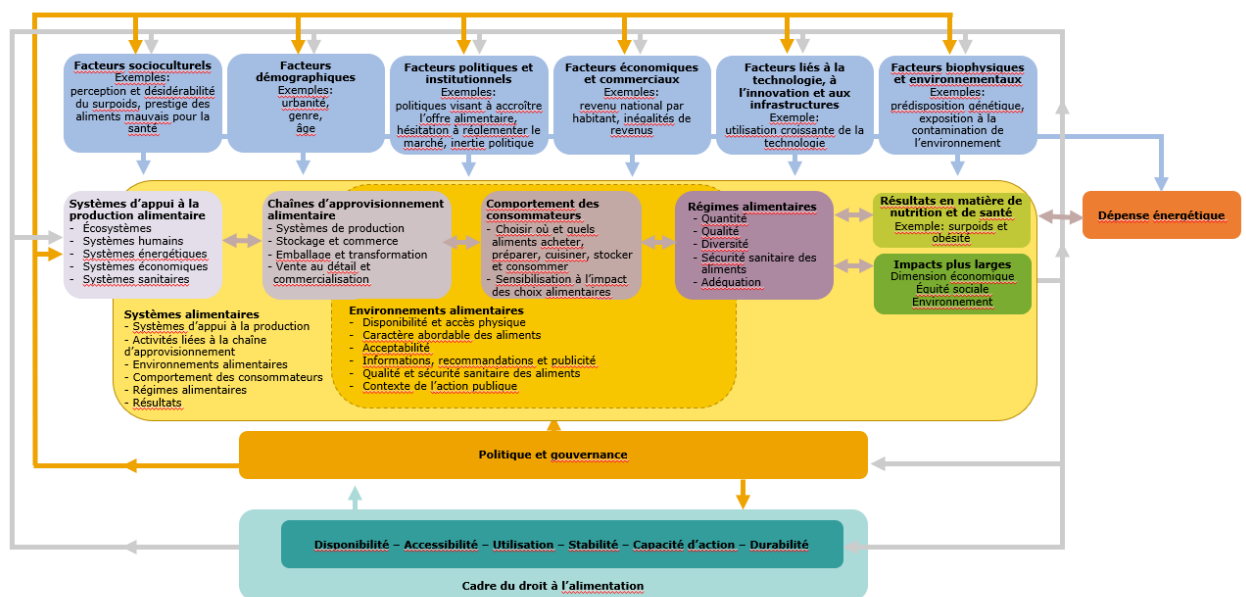 Facteurs socioculturels
Exemples:
perception et désidérabilité
du surpoids, prestige des
aliments mauvais pour la
santé
Facteurs
démographiques
Exemples:
urbanité,
genre,
âge
Facteurs politiques et
institutionnels
Exemples:
politiques visant à accroître
l’offre alimentaire,
hésitation à réglementer le
marché, inertie politique
Facteurs économiques
et commerciaux
Exemples:
revenu national par
habitant, inégalités de
revenus
Facteurs liés à la
technologie, à
l’innovation et aux
infrastructures
Exemple:
utilisation croissante de la
technologie
Facteurs biophysiques
et environnementaux
Exemples:
prédisposition génétique,
exposition à la
contamination de
l’environnement
Systèmes d’appui à la
production alimentaire
- Écosystèmes
- Systèmes humains
- Systèmes énergétiques
- Systèmes économiques
- Systèmes sanitaires
Chaînes d’approvisionnement
alimentaire
- Systèmes de production
- Stockage et commerce
- Emballage et transformation
- Vente au détail et
commercialisation
Comportement des
consommateurs
- Choisir où et quels
aliments acheter,
préparer, cuisiner, stocker
et consommer
- Sensibilisation à l’impact
des choix alimentaires
Régimes alimentaires
- Quantité
- Qualité
- Diversité
- Sécurité sanitaire des
aliments
- Adéquation
Résultats en matière de
nutrition et de santé
Exemple: surpoids et
obésité
Impacts plus larges
Dimension économique
Équité sociale
Environnement
Dépense énergétique
Systèmes alimentaires
- Systèmes d’appui à la production
- Activités liées à la chaîne
d’approvisionnement
- Environnements alimentaires
- Comportement des consommateurs
- Régimes alimentaires
- Résultats
Environnements alimentaires
- Disponibilité et accès physique
- Caractère abordable des aliments
- Acceptabilité
- Informations, recommandations et publicité
- Qualité et sécurité sanitaire des aliments
- Contexte de l’action publique
Politique et gouvernance
Disponibilité – Accessibilité – Utilisation – Stabilité – Capacité d’action – Durabilité
Cadre du droit à l’alimentation